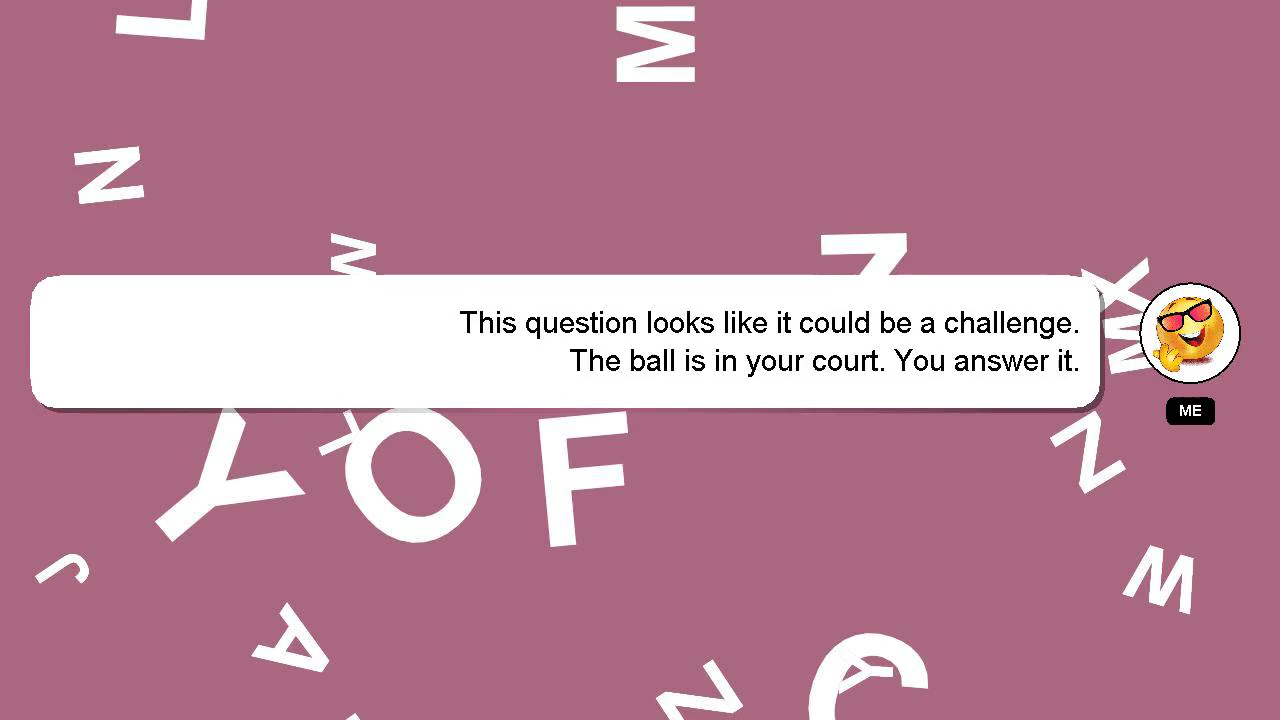 This question looks like it could be a challenge.
The ball is in your court. You answer it.
ME
L
M
N
M
N
X
M
Y
X
O
F
N
J
W
A
N
C
A